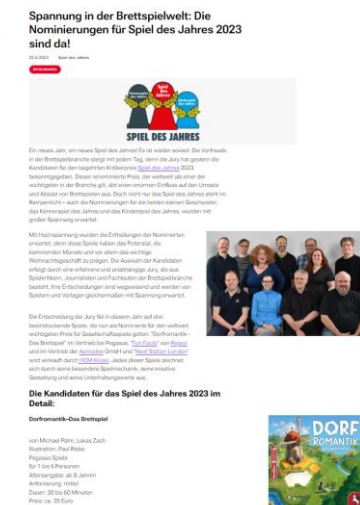 Spannung in der Brettspielwelt: Die
Nominierungen für Spiel des Jahres 2023
sind da!
Spiel des Jahres
SPIEL DES JAHRES
Ein neues Jahr, ein neues Spiel des Jahres! Es ist wieder soweit. Die Vorfreude
in der Brettspielbranche steigt mit jedem Tag, denn die Jury hat gestern die
Kandidaten für den begehrten Kritikerpreis Spiel des Jahres 2023
bekanntgegeben. Dieser renommierte Preis, der weltweit als einer der
wichtigsten in der Branche gilt, übt einen enormen Einfluss auf den Umsatz
und Absatz von Brettspielen aus. Doch nicht nur das Spiel des Jahres steht im
Rampenlicht – auch die Nominierungen für die beiden kleinen Geschwister,
das Kennerspiel des Jahres und das Kinderspiel des Jahres, wurden mit
großer Spannung erwartet.
Mit Hochspannung wurden die Enthüllungen der Nominierten
erwartet, denn diese Spiele haben das Potenzial, die
kommenden Monate und vor allem das wichtige
Weihnachtsgeschäft zu prägen. Die Auswahl der Kandidaten
erfolgt durch eine erfahrene und unabhängige Jury, die aus
Spielkritikern, Journalisten und Fachleuten der Brettspielbranche
besteht. Ihre Entscheidungen sind wegweisend und werden von
Spielern und Verlagen gleichermaßen mit Spannung erwartet.
Die Entscheidung der Jury fiel in diesem Jahr auf drei
beeindruckende Spiele, die nun als Nominierte für den weltweit
wichtigsten Preis für Gesellschaftsspiele gelten: "Dorfromantik -
Das Brettspiel" im Vertrieb bei Pegasus, "Fun Facts" von Repos
und im Vertrieb der Asmodee GmbH und "Next Station London"
wird verkauft durch HCM Kinzel. Jedes dieser Spiele zeichnet
sich durch seine besondere Spielmechanik, seine kreative
Gestaltung und seine Unterhaltungswerte aus.
Die Kandidaten für das Spiel des Jahres 2023 im
Detail:
Dorfromantik–Das Brettspiel
von Michael Palm, Lukas Zach
Illustration: Paul Riebe
Pegasus Spiele
für 1 bis 6 Personen
Altersangabe: ab 8 Jahren
Anforderung: mittel
Dauer: 30 bis 60 Minuten
Preis: ca. 35 Euro
DORF
ROMANTIK